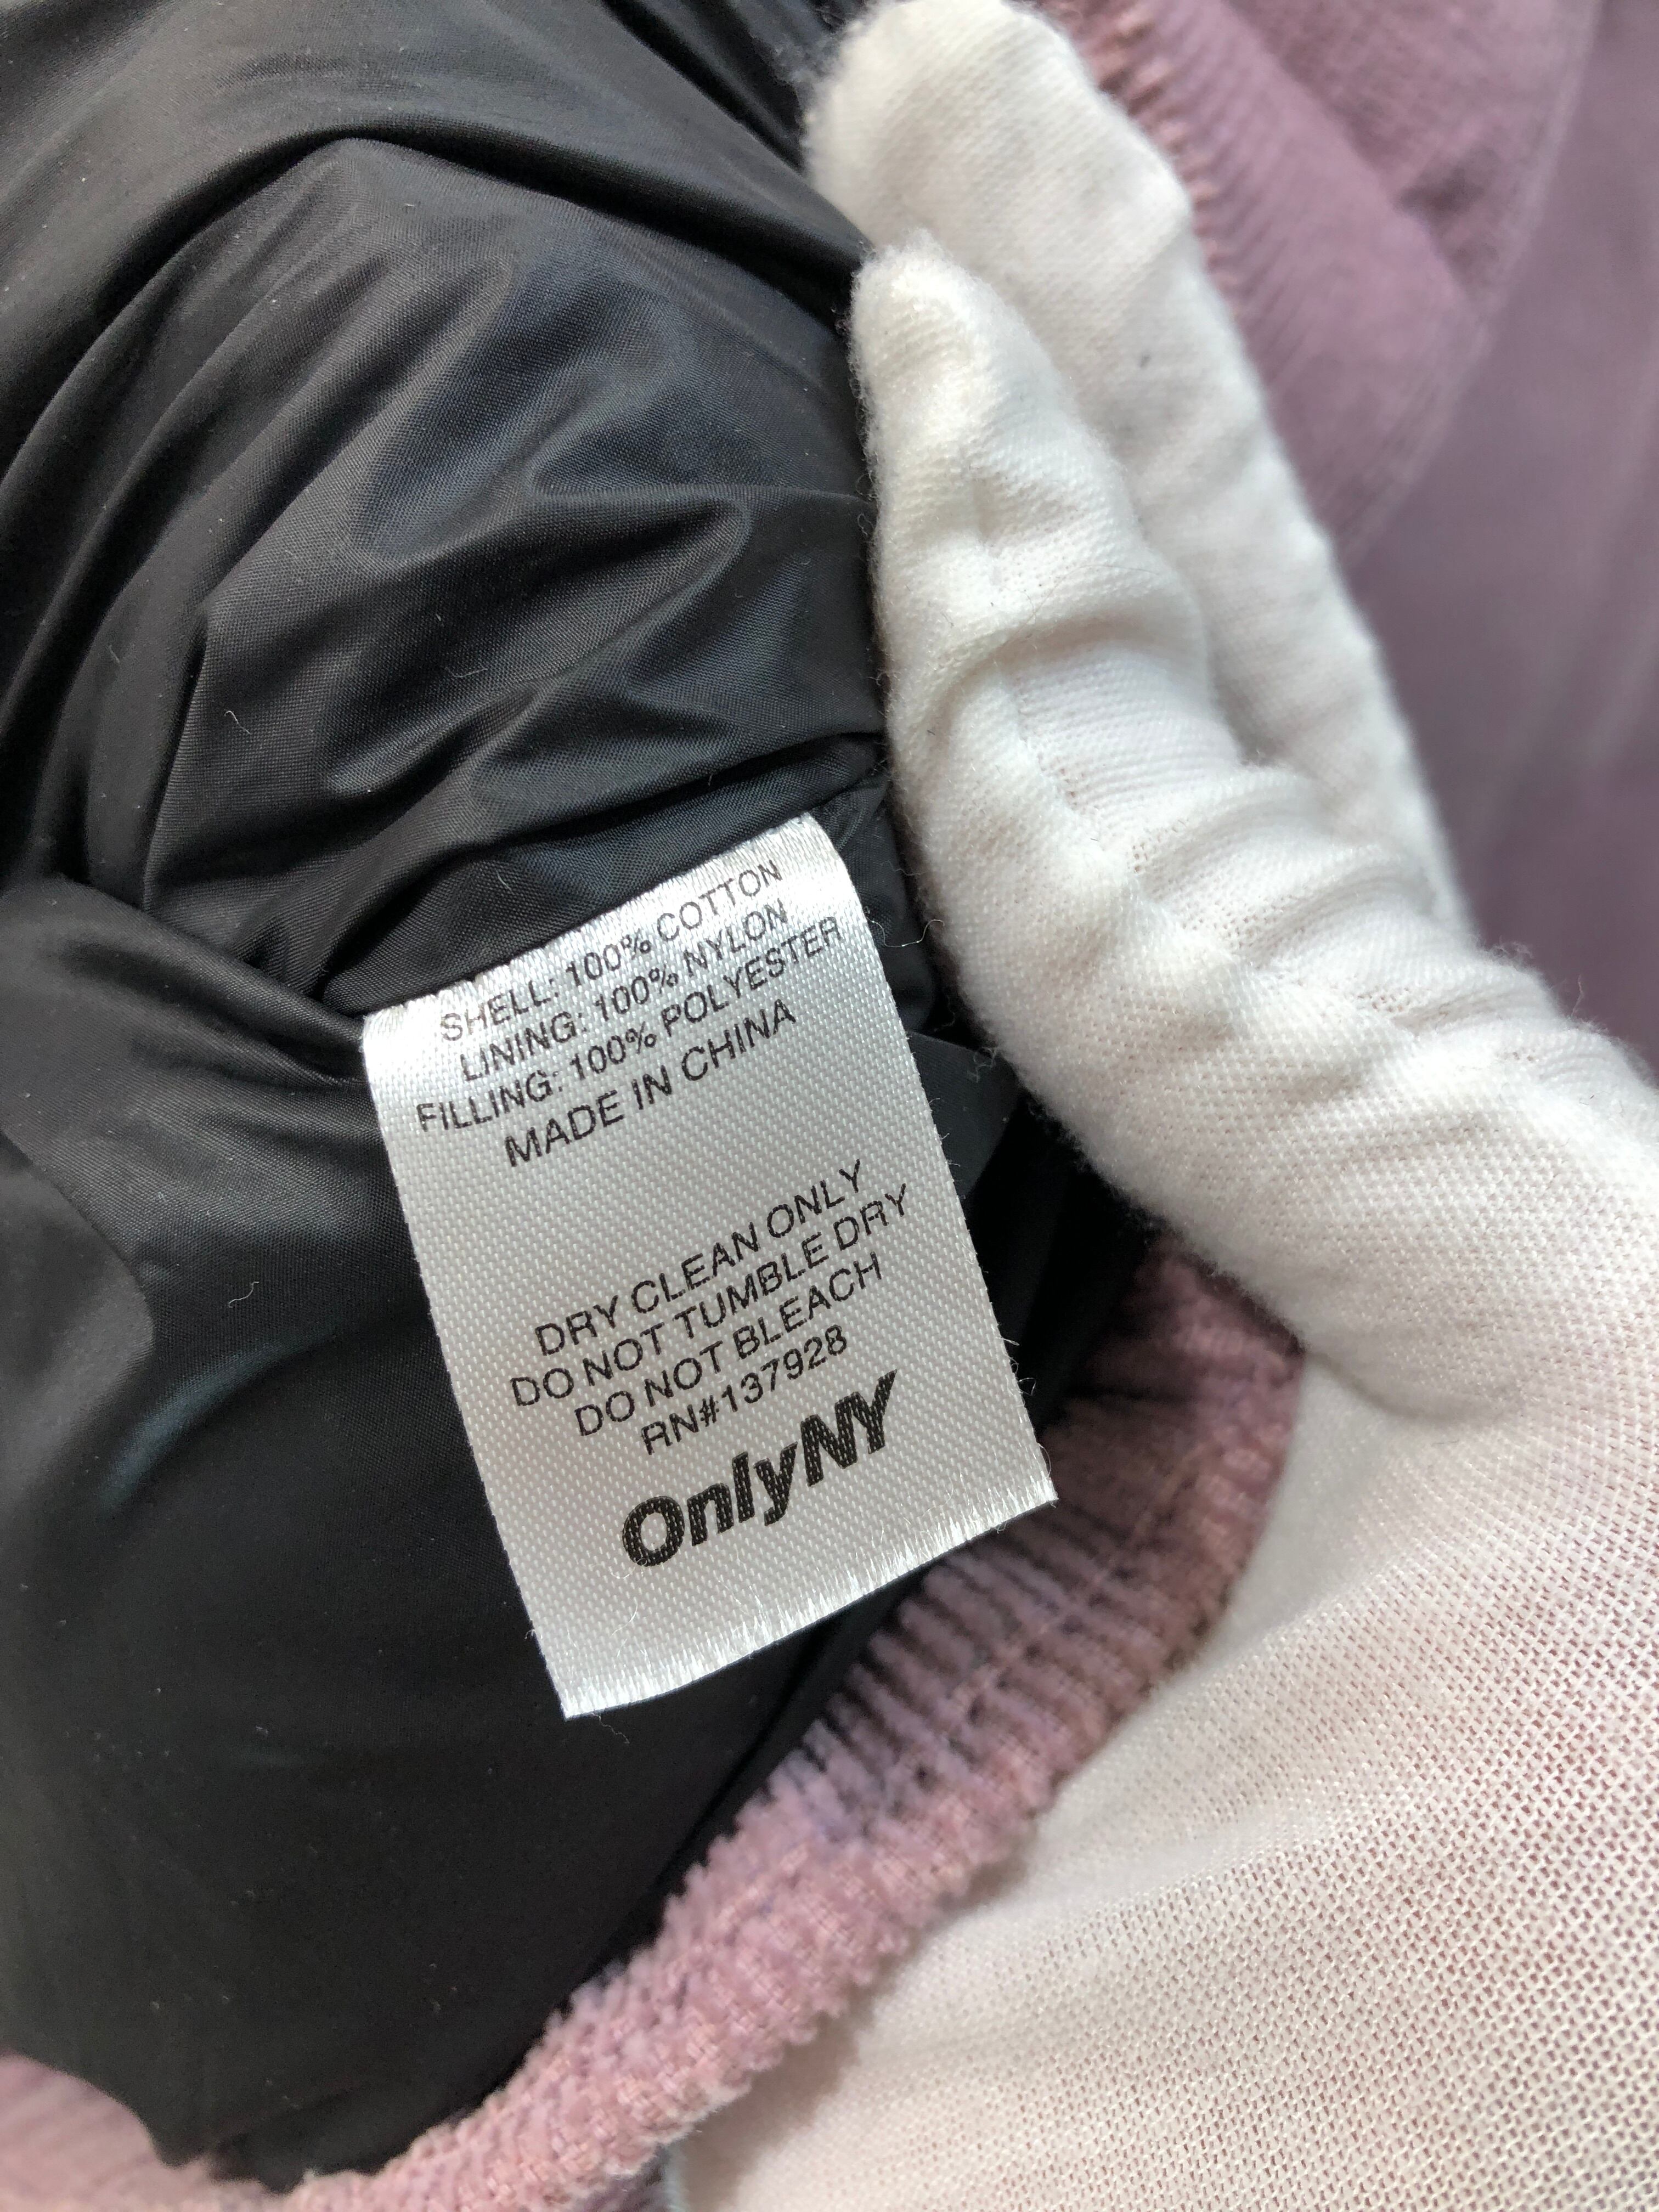 SHELL: 100% COTTON
LINING: 100% NYLON
FILLING: 100% POLYESTER
MADE IN CHINA
DRY CLEAN ONLY
DO NOT TUMBLE DRY
DO NOT BLEACH
RN#137928
OnlyNY